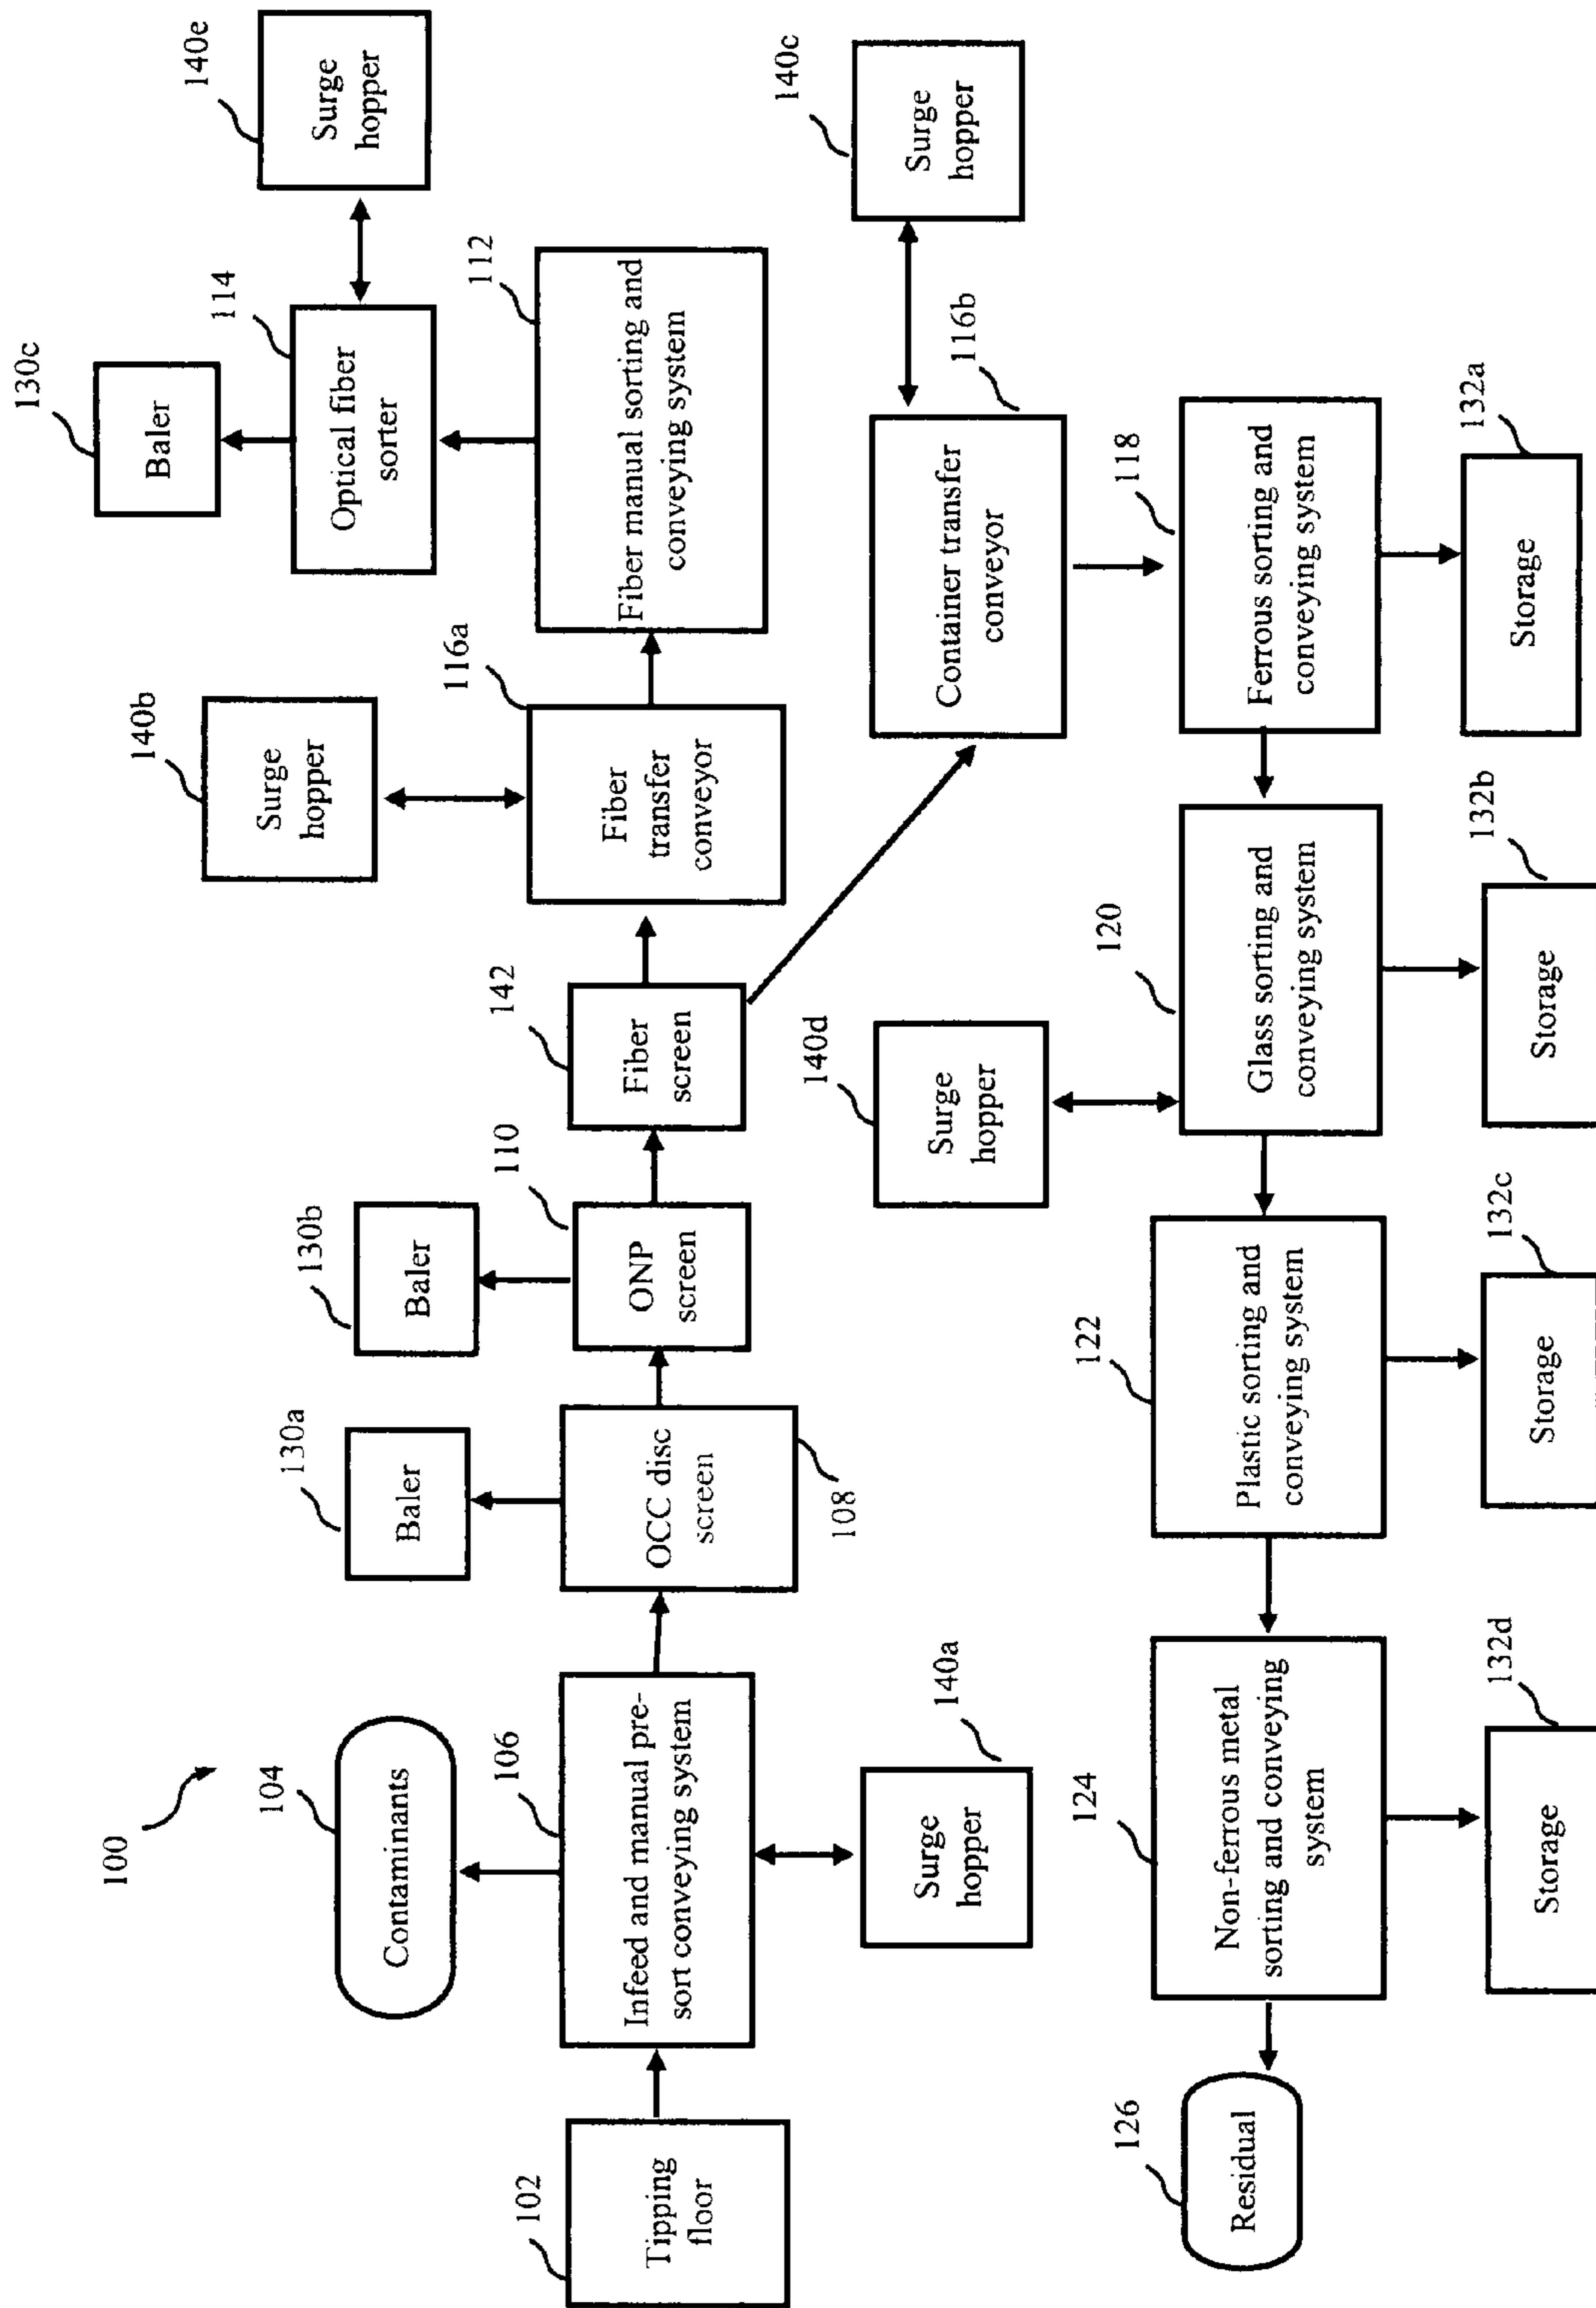 100
102
Tipping
floor
104
Contaminants
106
Infeed and manual pre-
sort conveying system
140a
Surge
hopper
130a
Baler
OCC disc
screen
108
130b
Baler
110
ONP
screen
142
Fiber
screen
140b
Surge
hopper
116a
Fiber
transfer
conveyor
112
Fiber manual sorting and
conveying system
130c
Baler
114
Optical fiber
sorter
140e
Surge
hopper
140c
Surge
hopper
116b
Container transfer
conveyor
118
Ferrous sorting and
conveying system
132a
Storage
120
Glass sorting and
conveying system
132b
Storage
140d
Surge
hopper
122
Plastic sorting and
conveying system
132c
Storage
124
Non-ferrous metal
sorting and conveying
system
132d
Storage
126
Residual